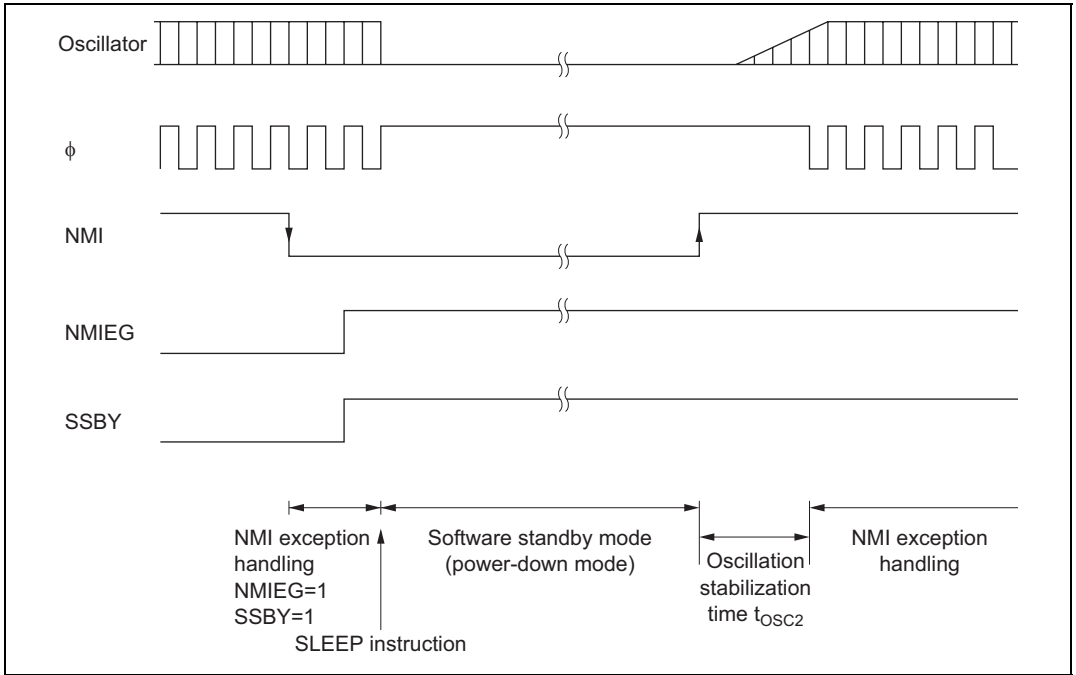 Oscillator
ϕ
NMI
NMIEG
SSBY
NMI exception
handling
NMIEG=1
SSBY=1
SLEEP instruction
Software standby mode
(power-down mode)
Oscillation
stabilization
time tOSC2
NMI exception
handling